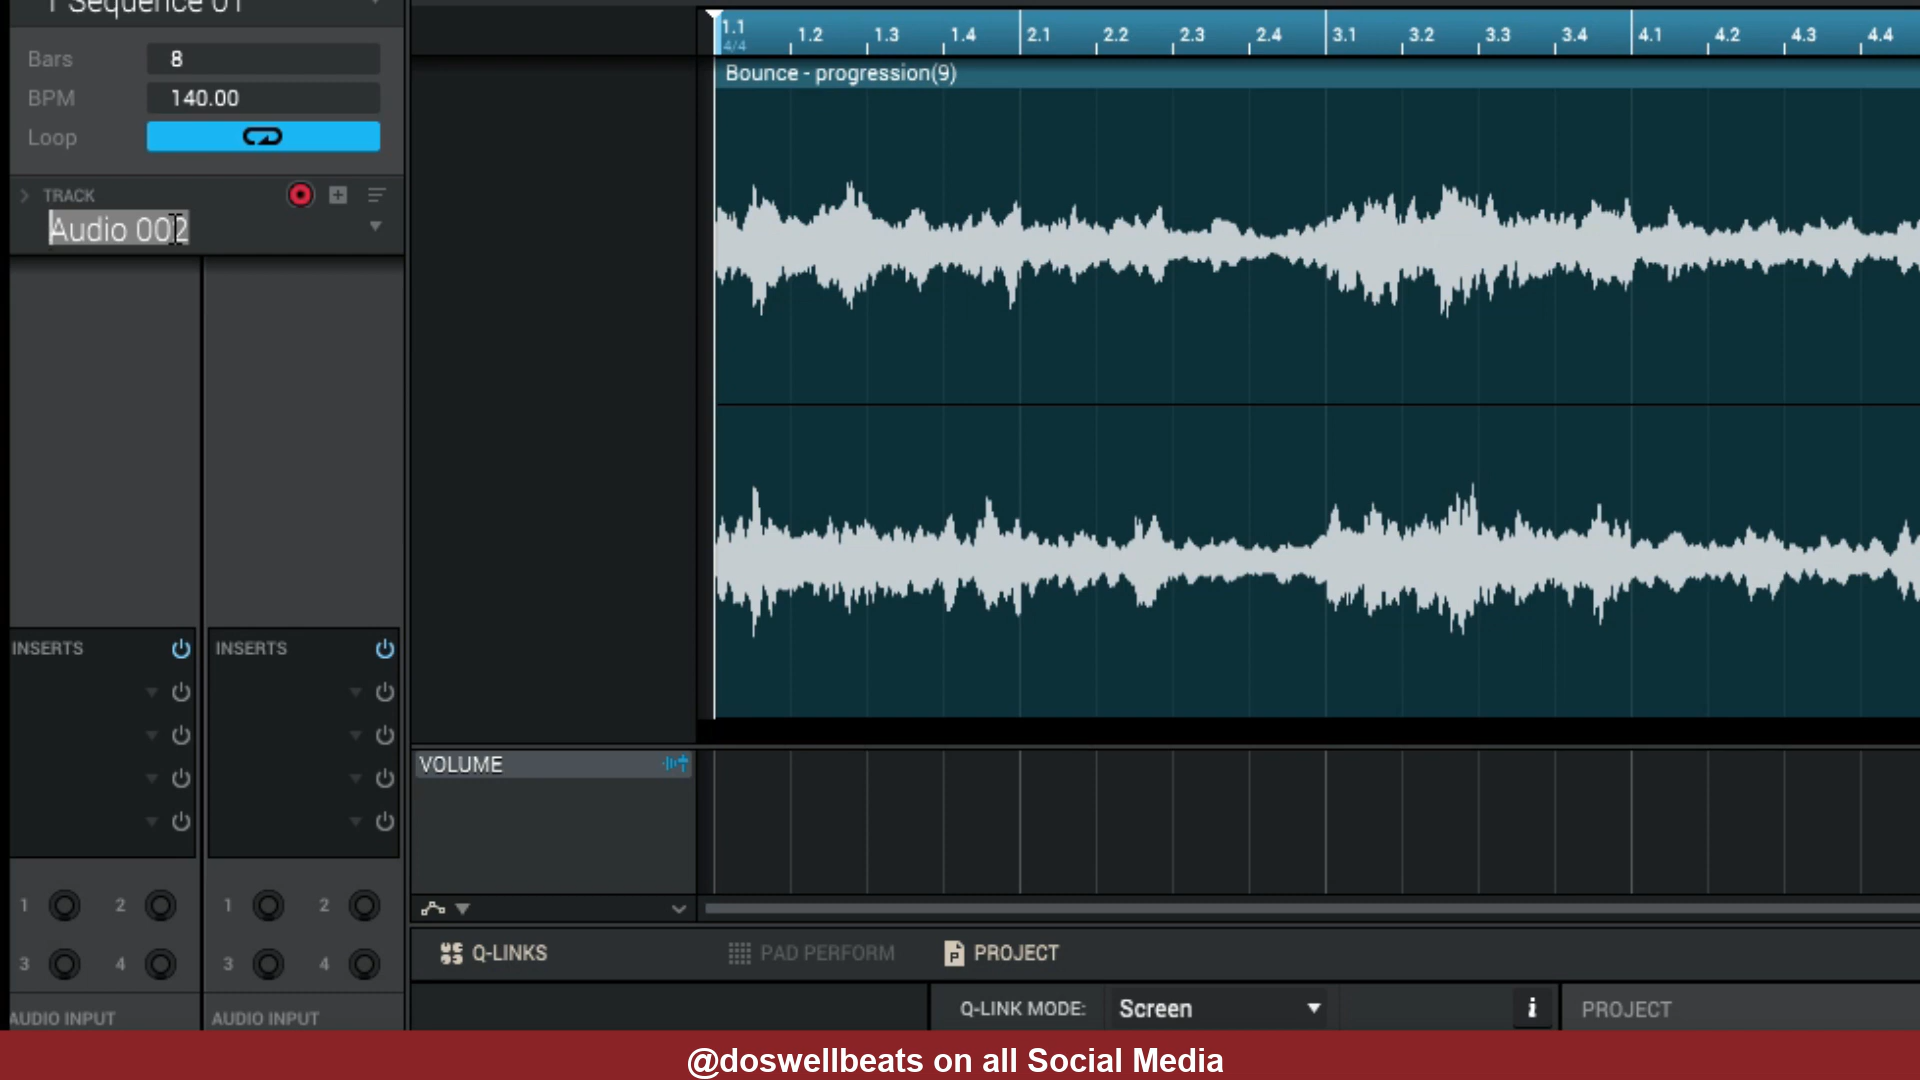 1 Sequence 01
Bars 8
BPM 140.00
Loop
TRACK
Audio 002
1.1 1.2 1.3 1.4 2.1 2.2 2.3 2.4 3.1 3.2 3.3 3.4 4.1 4.2 4.3 4.4
4/4
Bounce - progression(9)
INSERTS INSERTS
VOLUME
1 2 1 2
3 4 3 4
AUDIO INPUT AUDIO INPUT
Q-LINKS PAD PERFORM PROJECT
Q-LINK MODE: Screen i PROJECT
@doswellbeats on all Social Media